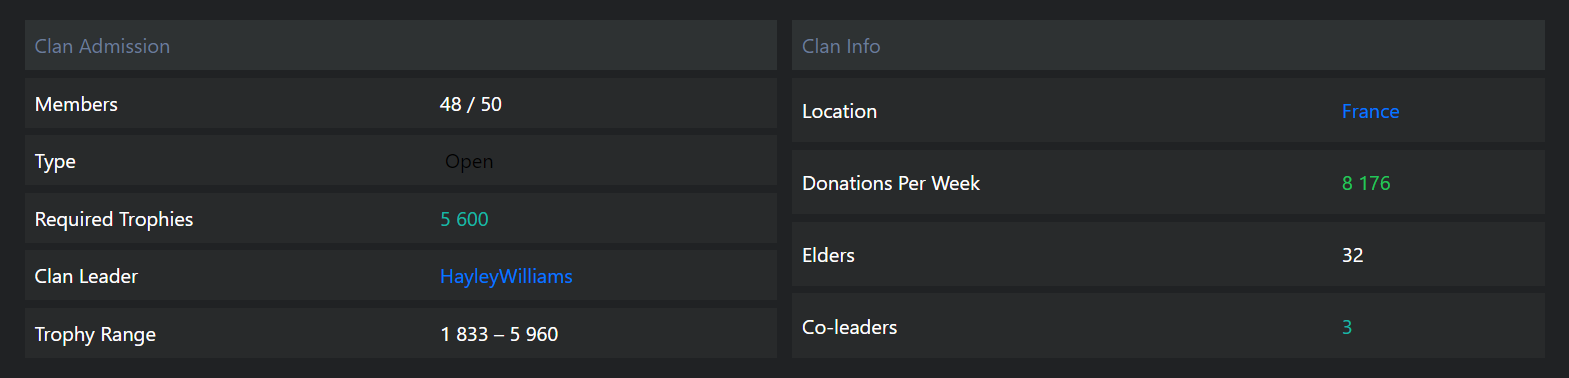 Clan Admission
Members 48 / 50
Type Open
Required Trophies 5 600
Clan Leader HayleyWilliams
Trophy Range 1 833 – 5 960
Clan Info
Location France
Donations Per Week 8 176
Elders 32
Co-leaders 3